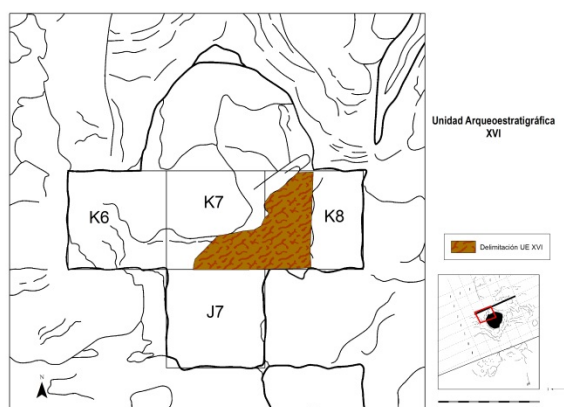 Unidad Arqueoestratigráfica
XVI
K6
K7
K8
J7
Delimitación UE XVI
N